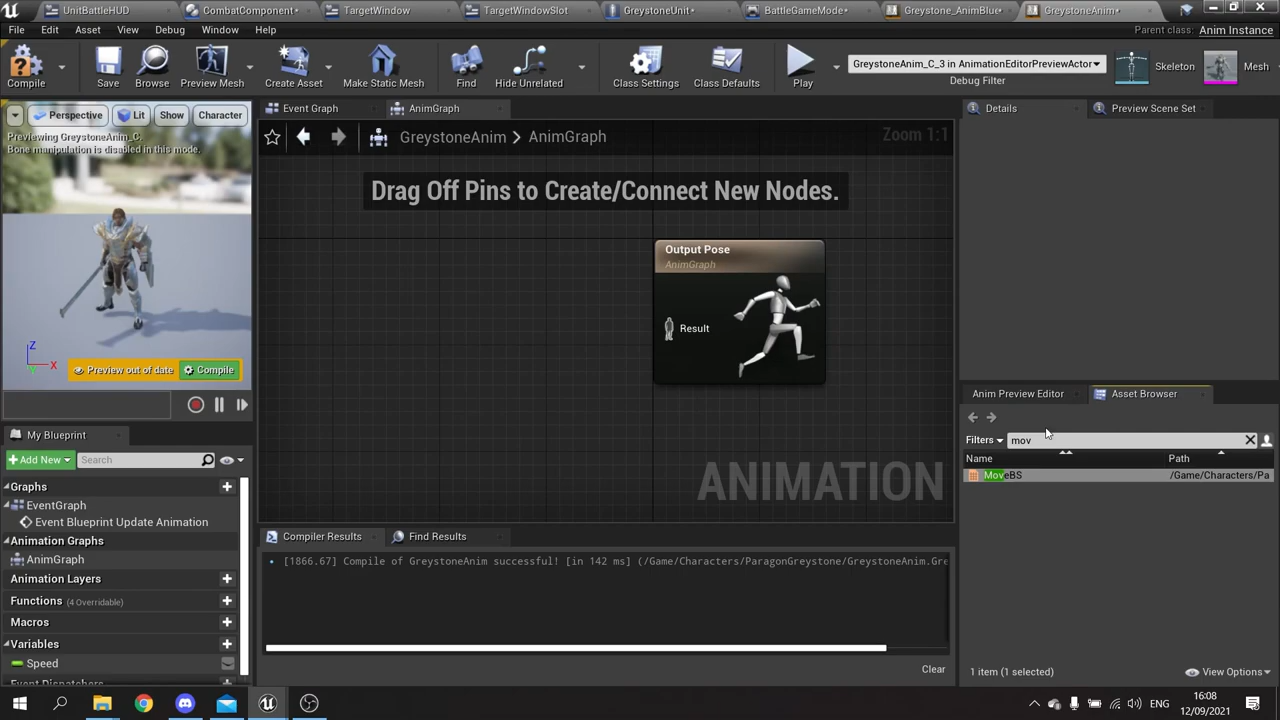 UnitBattleHUD
CombatComponent*
TargetWindow
TargetWindowSlot
GreystoneUnit*
BattleGameMode*
Greystone_AnimBlue*
GreystoneAnim*
File Edit Asset View Debug Window Help
Parent class: Anim Instance
Compile
Save
Browse
Preview Mesh
Create Asset
Make Static Mesh
Find
Hide Unrelated
Class Settings
Class Defaults
Play
GreystoneAnim_C_3 in AnimationEditorPreviewActor
Debug Filter
Skeleton
Mesh
Perspective
Lit
Show
Character
Previewing GreystoneAnim_C.
Bone manipulation is disabled in this mode.
Z
X
Y
Preview out of date
Compile
Event Graph
AnimGraph
GreystoneAnim > AnimGraph
Zoom 1:1
Drag Off Pins to Create/Connect New Nodes.
Output Pose
AnimGraph
Result
ANIMATION
Details
Preview Scene Set
Anim Preview Editor
Asset Browser
Filters
mov
Name
Path
MoveBS
/Game/Characters/Pa
1 item (1 selected)
View Options
My Blueprint
Add New
Search
Graphs
EventGraph
Event Blueprint Update Animation
Animation Graphs
AnimGraph
Animation Layers
Functions (4 Overridable)
Macros
Variables
Speed
Event Dispatchers
Compiler Results
Find Results
[1866.67] Compile of GreystoneAnim successful! [in 142 ms] (/Game/Characters/ParagonGreystone/GreystoneAnim.Gre
Clear
ENG
16:08
12/09/2021